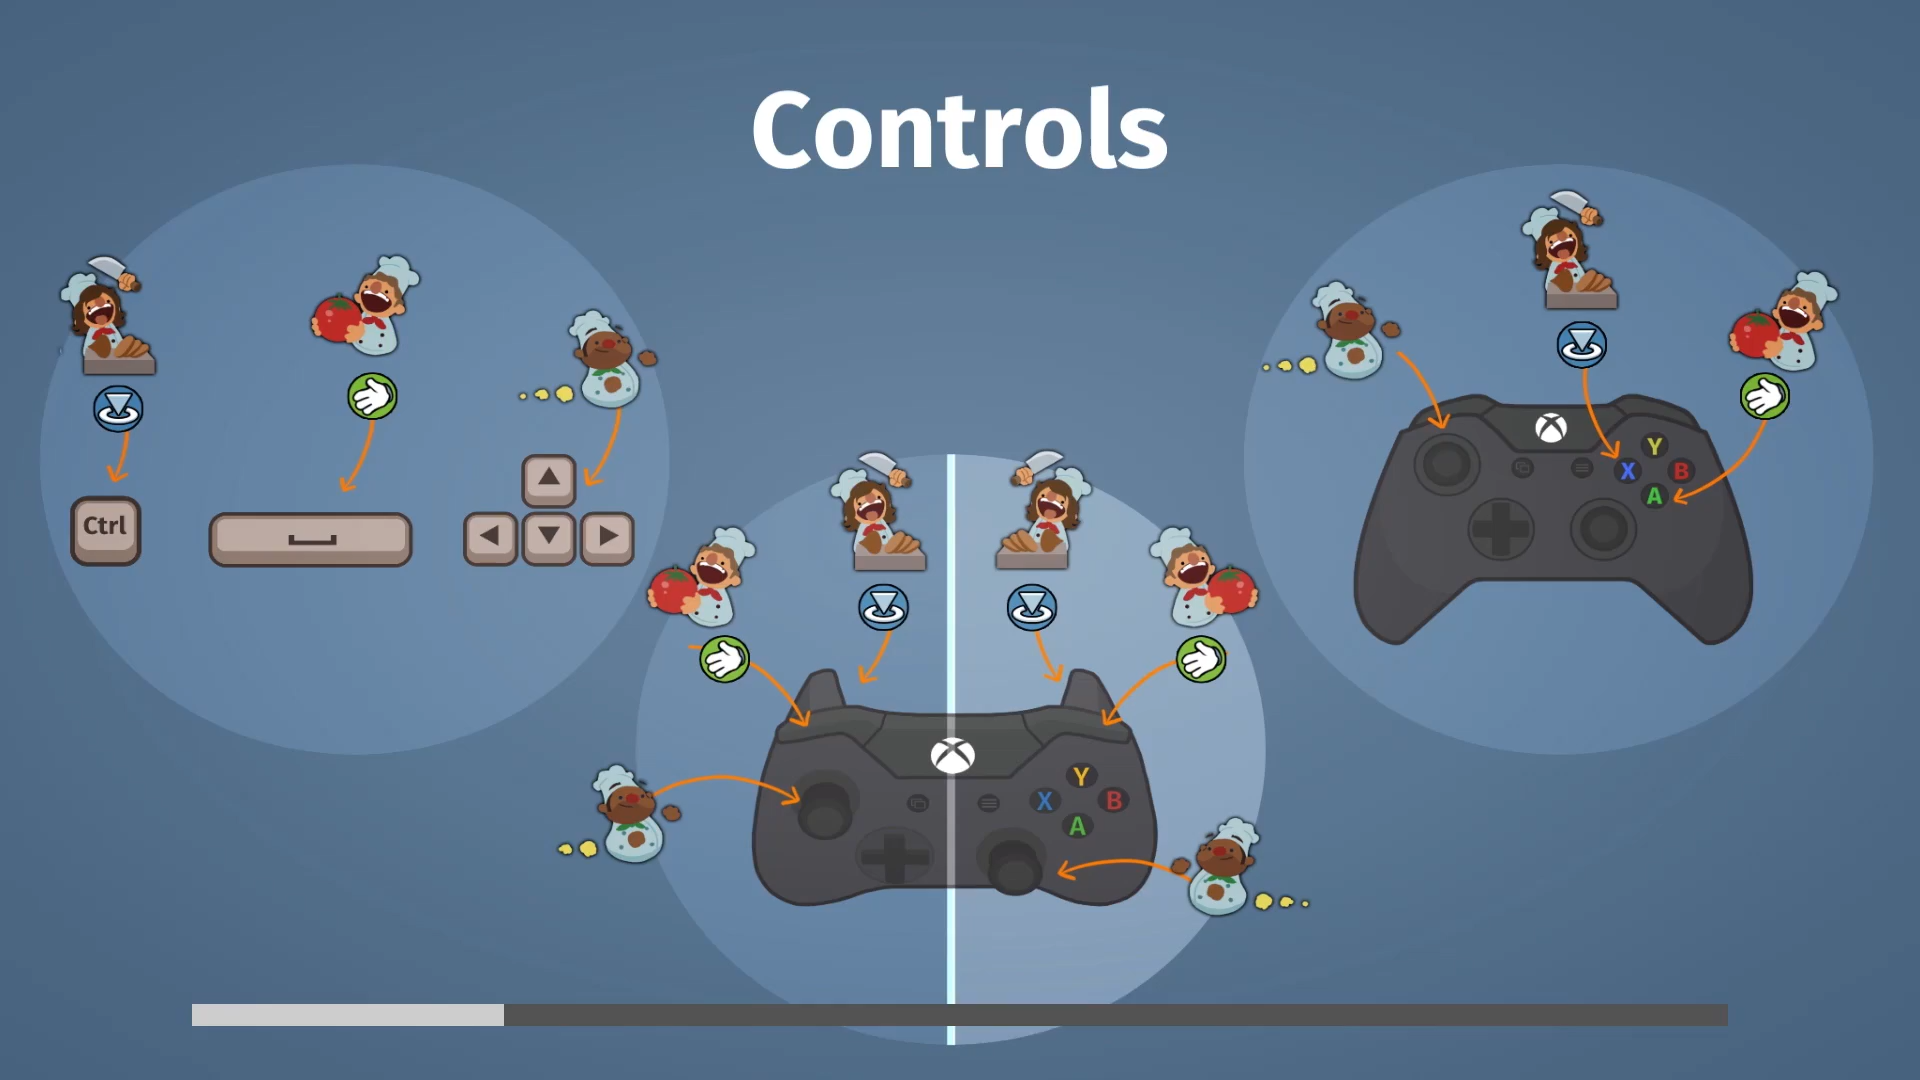 Controls
Ctrl
Y
X B
A
Y
X B
A